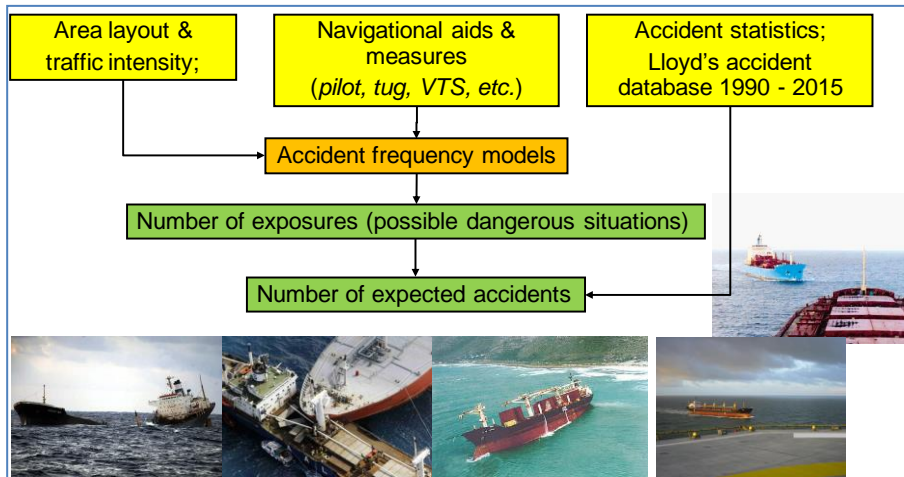 Area layout &
traffic intensity;
Navigational aids &
measures
(pilot, tug, VTS, etc.)
Accident statistics;
Lloyd's accident
database 1990 - 2015
Accident frequency models
Number of exposures (possible dangerous situations)
Number of expected accidents